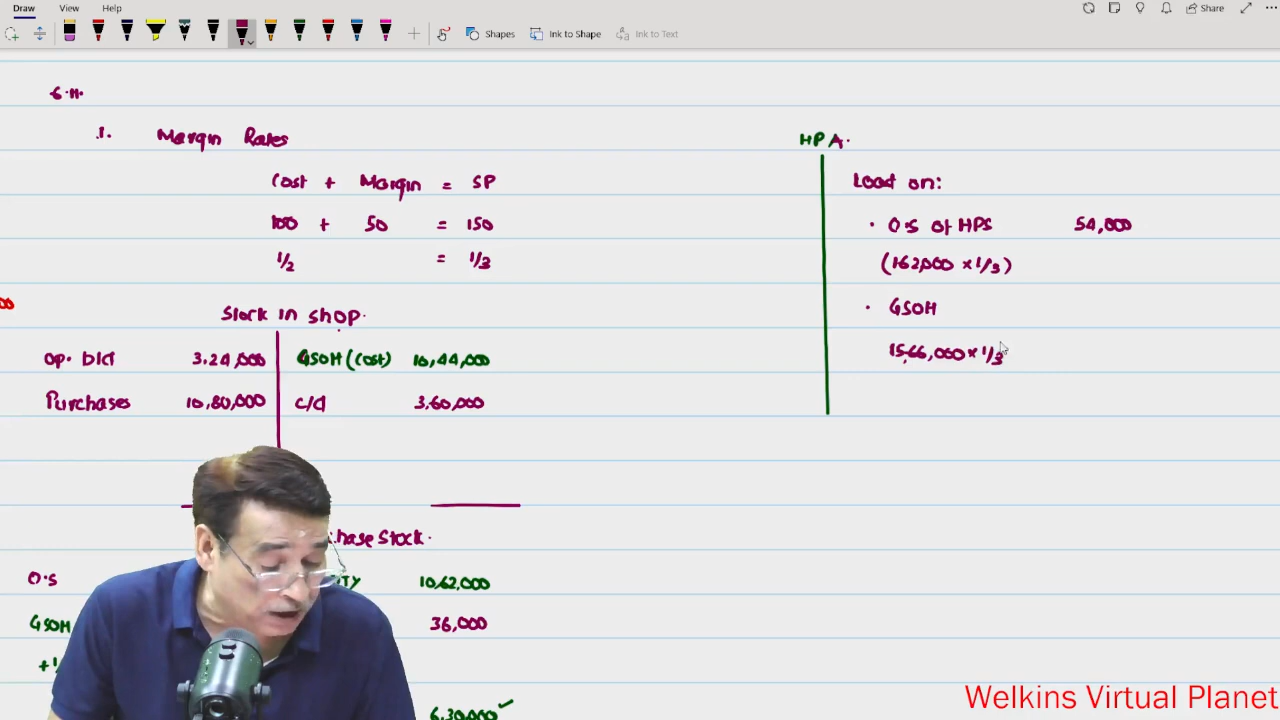 Draw View Help Share
Shapes Ink to Shape Ink to Text
6.H.
1. Margin Rates
Cost + Margin = SP
100 + 50 = 150
1/2 = 1/3
Stock in shop.
Op. bld 3,24,000 GSOH (Cost) 10,44,000
Purchases 10,80,000 c/d 3,60,000
chase Stock.
O.S 10,62,000
GSOH 36,000
6,30,000 ✓
HPA.
Load on:
• O.S of HPS 54,000
(162,000 × 1/3)
• GSOH
15,66,000 × 1/3
Welkins Virtual Planet